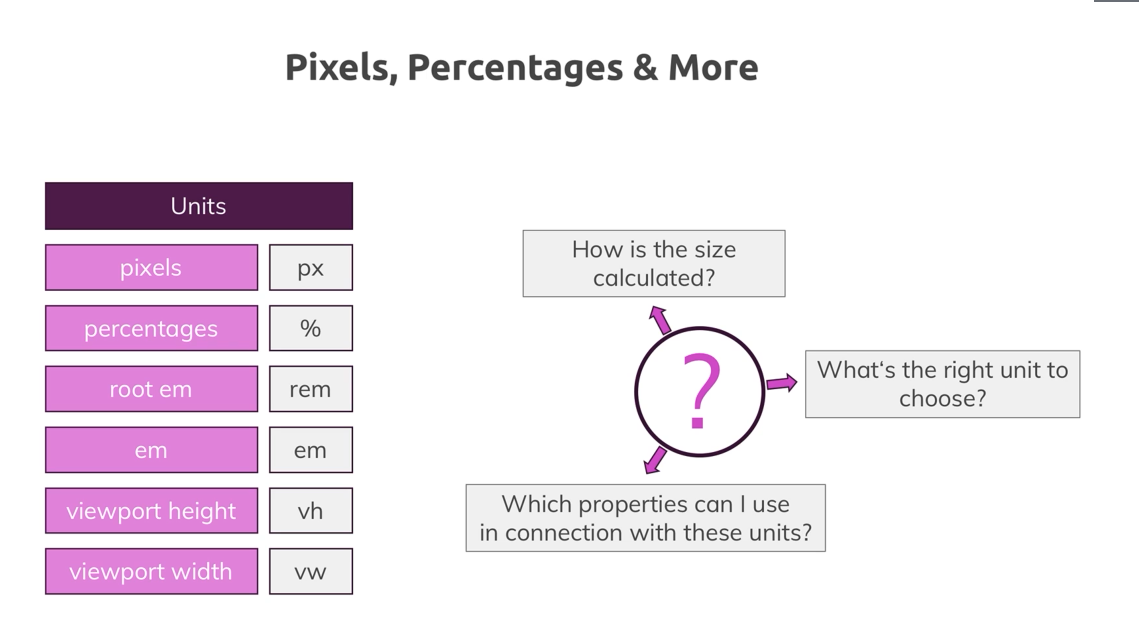 Pixels, Percentages & More
Units
pixels
px
percentages
%
root em
rem
em
em
viewport height
vh
viewport width
vw
How is the size
calculated?
?
What‘s the right unit to
choose?
Which properties can I use
in connection with these units?